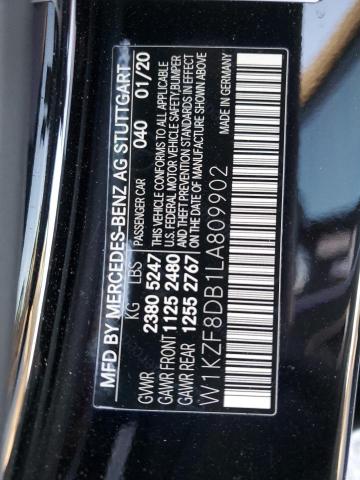 MFD BY MERCEDES-BENZ AG STUTTGART
KG LBS PASSENGER CAR 040 01/20
GVWR 2380 5247 THIS VEHICLE CONFORMS TO ALL APPLICABLE
GAWR FRONT 1125 2480 U.S. FEDERAL MOTOR VEHICLE SAFETY,BUMPER
GAWR REAR 1255 2767 AND THEFT PREVENTION STANDARDS IN EFFECT
ON DATE OF MANUFACTURE SHOWN ABOVE
W1KZF8DB1LA809902 MADE IN GERMANY